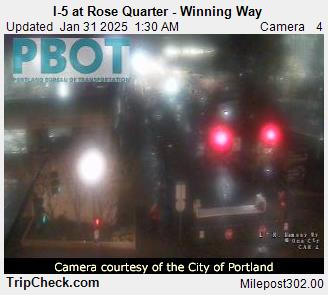 I-5 at Rose Quarter - Winning Way
Updated Jan 31 2025 1:30 AM Camera 4
PBOT
PORTLAND BUREAU OF TRANSPORTATION
Camera courtesy of the City of Portland
TripCheck.com Milepost302.00